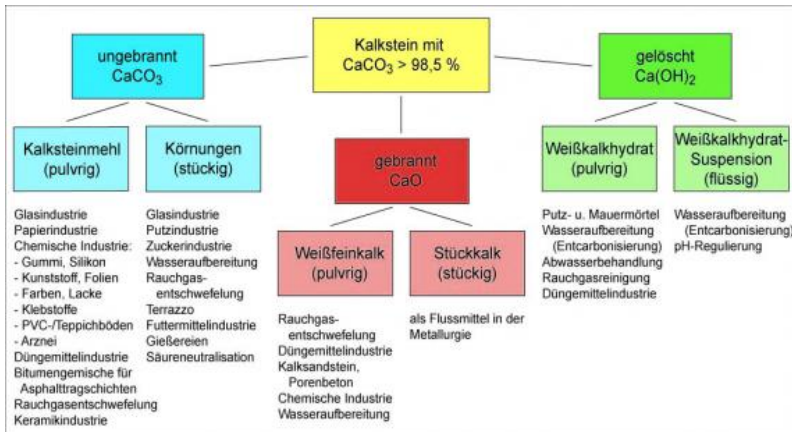 Kalkstein mit
CaCO3 > 98,5 %
ungebrannt
CaCO3
gelöscht
Ca(OH)2
gebrannt
CaO
Kalksteinmehl
(pulvrig)
Körnungen
(stückig)
Weißkalkhydrat
(pulvrig)
Weißkalkhydrat-
Suspension
(flüssig)
Weißfeinkalk
(pulvrig)
Stückkalk
(stückig)
Glasindustrie
Papierindustrie
Chemische Industrie:
- Gummi, Silikon
- Kunststoff, Folien
- Farben, Lacke
- Klebstoffe
- PVC-/Teppichböden
- Arznei
Düngemittelindustrie
Bitumengemische für
Asphalttragschichten
Rauchgasentschwefelung
Keramikindustrie
Glasindustrie
Putzindustrie
Zuckerindustrie
Wasseraufbereitung
Rauchgas-
entschwefelung
Terrazzo
Futtermittelindustrie
Gießereien
Säureneutralisation
Rauchgas-
entschwefelung
Düngemittelindustrie
Kalksandstein,
Porenbeton
Chemische Industrie
Wasseraufbereitung
als Flussmittel in der
Metallurgie
Putz- u. Mauermörtel
Wasseraufbereitung
(Entcarbonisierung)
Abwasserbehandlung
Rauchgasreinigung
Düngemittelindustrie
Wasseraufbereitung
(Entcarbonisierung)
pH-Regulierung